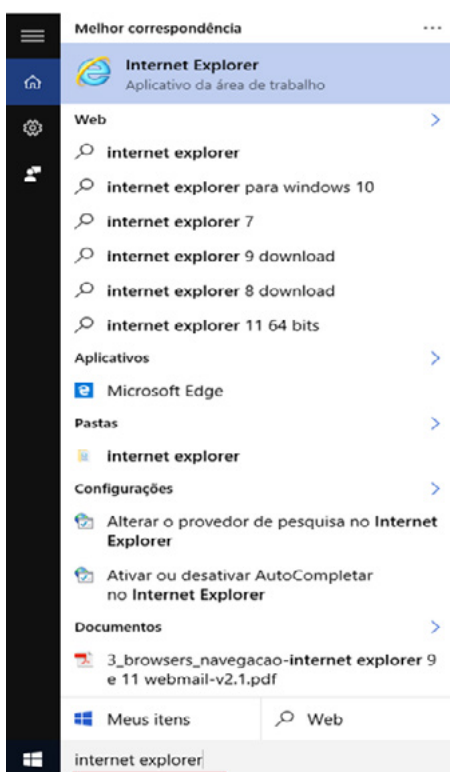 Melhor correspondência
Internet Explorer
Aplicativo da área de trabalho
Web
internet explorer
internet explorer para windows 10
internet explorer 7
internet explorer 9 download
internet explorer 8 download
internet explorer 11 64 bits
Aplicativos
Microsoft Edge
Pastas
internet explorer
Configurações
Alterar o provedor de pesquisa no Internet
Explorer
Ativar ou desativar AutoCompletar
no Internet Explorer
Documentos
3_browsers_navegacao-internet explorer 9
e 11 webmail-v2.1.pdf
Meus itens
Web
internet explorer